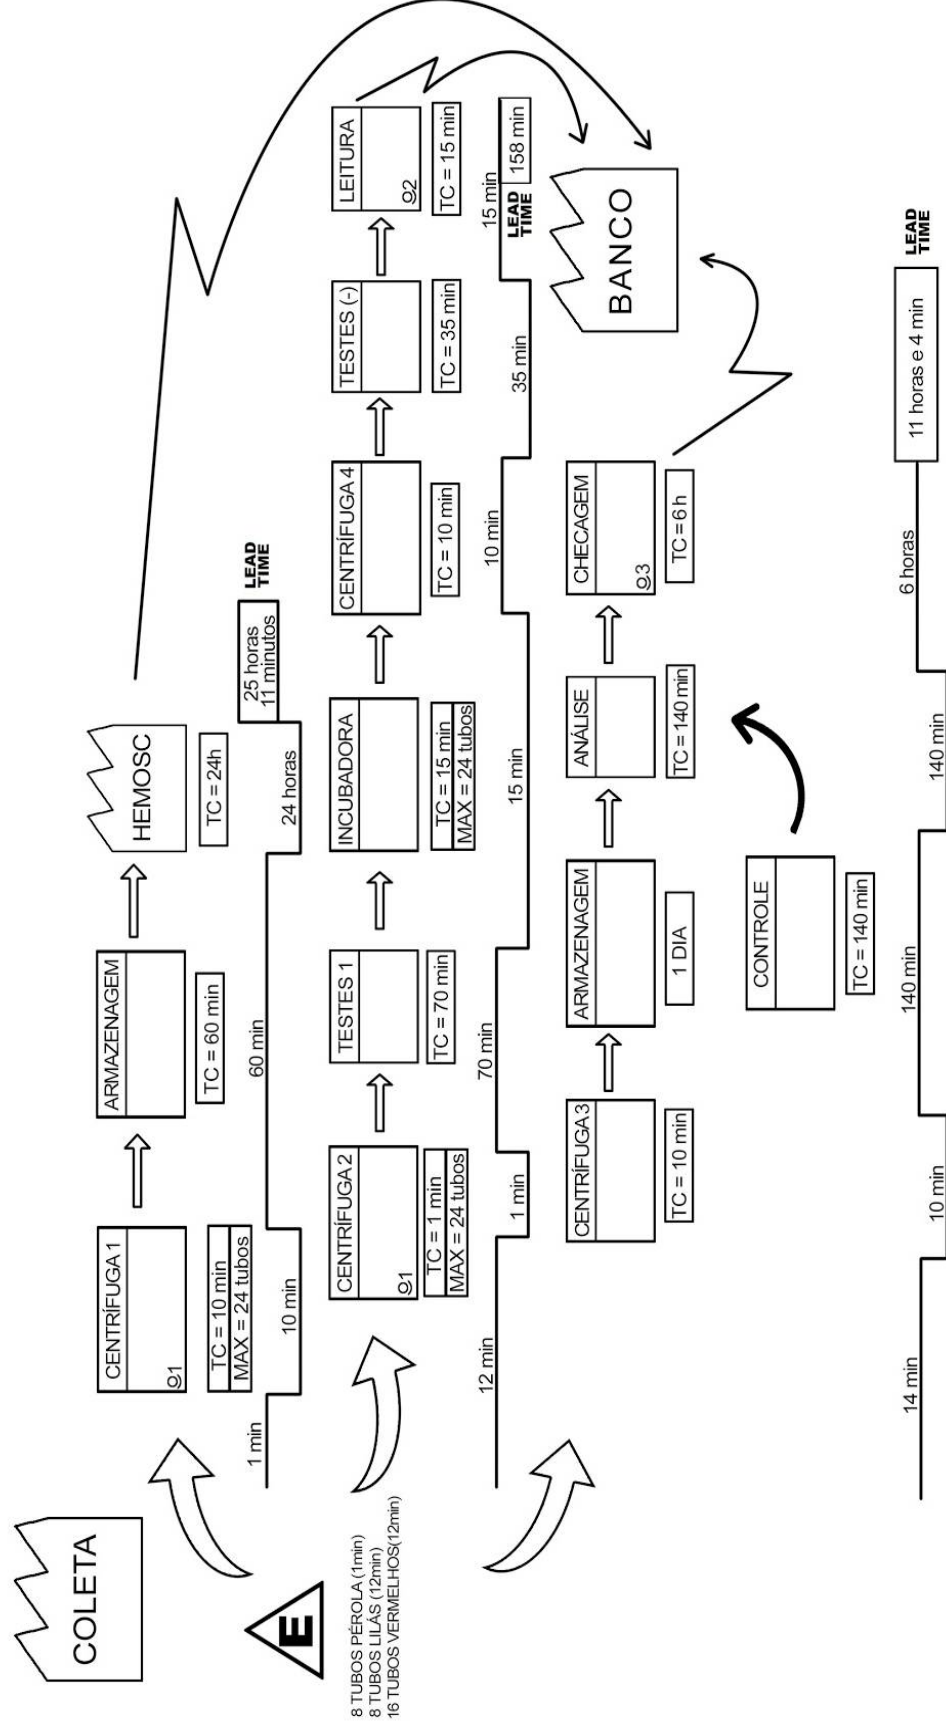 COLETA
E
8 TUBOS PÉROLA (1min)
8 TUBOS LILÁS (12min)
16 TUBOS VERMELHOS(12min)
CENTRÍFUGA 1
o1
TC = 10 min
MAX = 24 tubos
ARMAZENAGEM
TC = 60 min
HEMOSC
TC = 24h
1 min
10 min
60 min
24 horas
25 horas
11 minutos
LEAD
TIME
CENTRÍFUGA 2
o1
TC = 1 min
MAX = 24 tubos
TESTES 1
TC = 70 min
INCUBADORA
TC = 15 min
MAX = 24 tubos
CENTRÍFUGA 4
TC = 10 min
TESTES (-)
TC = 35 min
LEITURA
o2
TC = 15 min
12 min
1 min
70 min
15 min
10 min
35 min
15 min
158 min
LEAD
TIME
BANCO
CENTRÍFUGA 3
TC = 10 min
ARMAZENAGEM
1 DIA
ANÁLISE
TC = 140 min
CHECAGEM
o3
TC = 6 h
CONTROLE
TC = 140 min
14 min
10 min
140 min
140 min
6 horas
11 horas e 4 min
LEAD
TIME